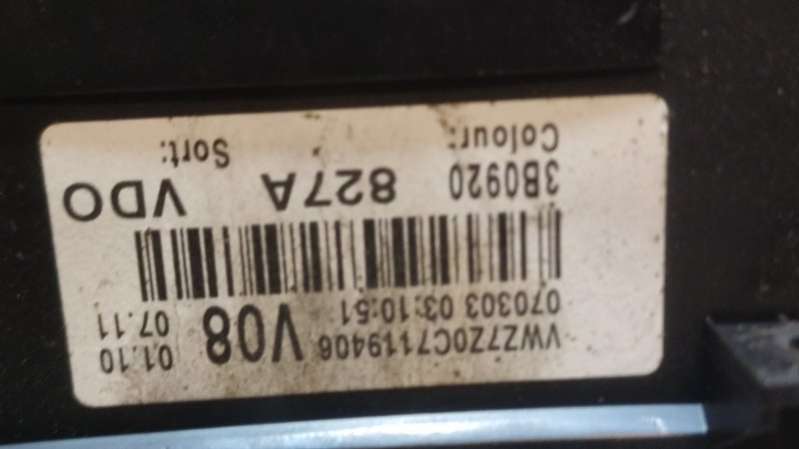 VWZ7Z0C7119406 V08 01.10
070303 03:10:51 07.11
3B0920 827A VDO
Colour: Sort: